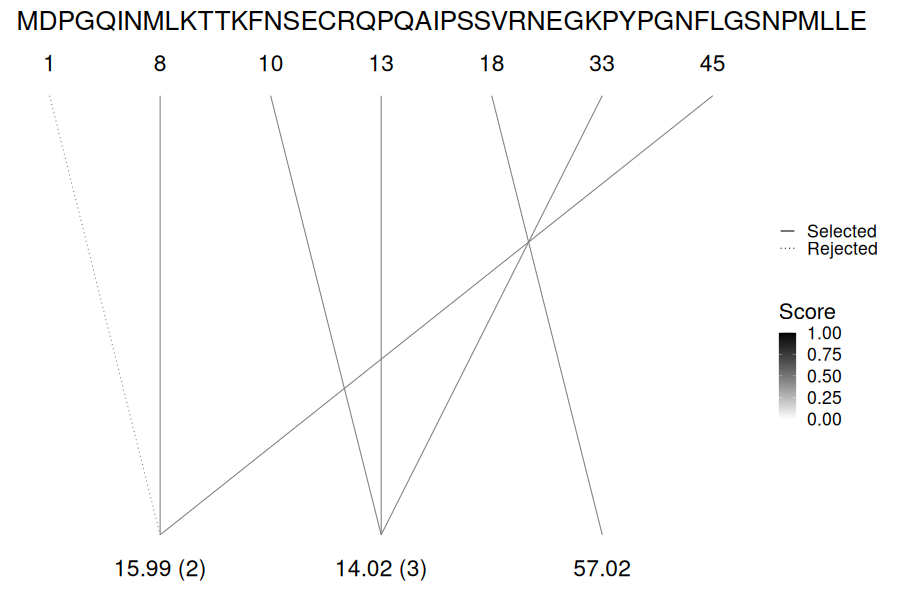 MDPGQINMLKTTKFNSECRQPQAIPSSVRNEGKPYPGNFLGSNPMLLE
1 8 10 13 18 33 45
Selected
Rejected
Score
1.00
0.75
0.50
0.25
0.00
15.99 (2) 14.02 (3) 57.02